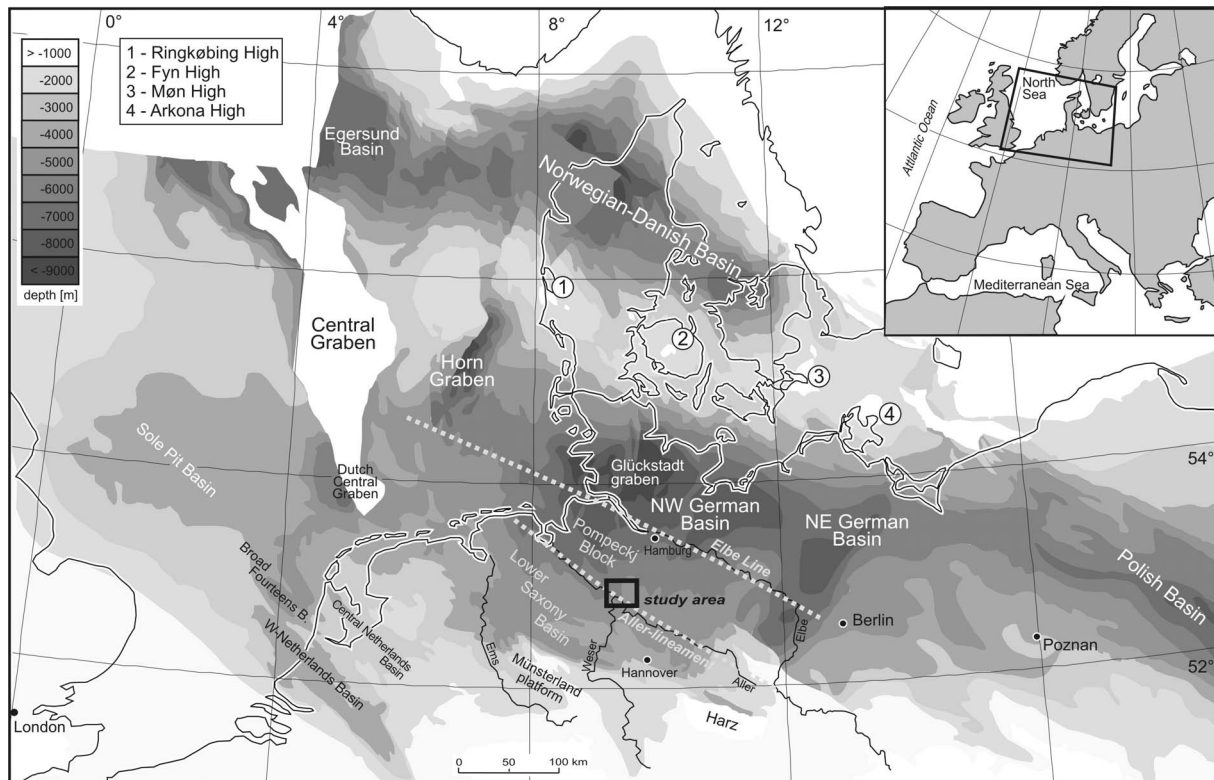 0°
4°
8°
12°
> -1000
-2000
-3000
-4000
-5000
-6000
-7000
-8000
< -9000
depth [m]
1 - Ringkøbing High
2 - Fyn High
3 - Møn High
4 - Arkona High
North
Sea
Atlantic Ocean
Mediterranean Sea
Egersund
Basin
Norwegian-Danish Basin
1
2
3
4
Central
Graben
Horn
Graben
Sole Pit Basin
Dutch
Central
Graben
Glückstadt
graben
NW German
Basin
NE German
Basin
54°
Polish Basin
Pompeckj
Block
Hamburg
Elbe Line
Lower
Saxony
Basin
study area
Aller-lineament
Broad
Fourteens B.
Central Netherlands
Basin
W-Netherlands Basin
Ems
Münsterland
platform
Weser
Hannover
Aller
Elbe
Berlin
Poznan
52°
Harz
London
0 50 100 km